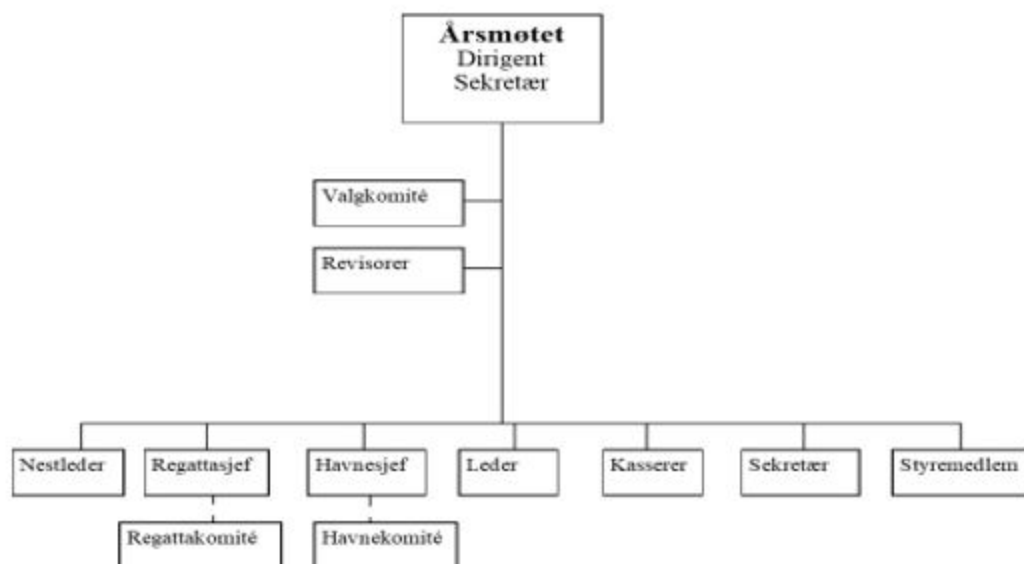 Årsmøtet
Dirigent
Sekretær
Valgkomité
Revisorer
Nestleder
Regattasjef
Havnesjef
Leder
Kasserer
Sekretær
Styremedlem
Regattakomité
Havnekomité